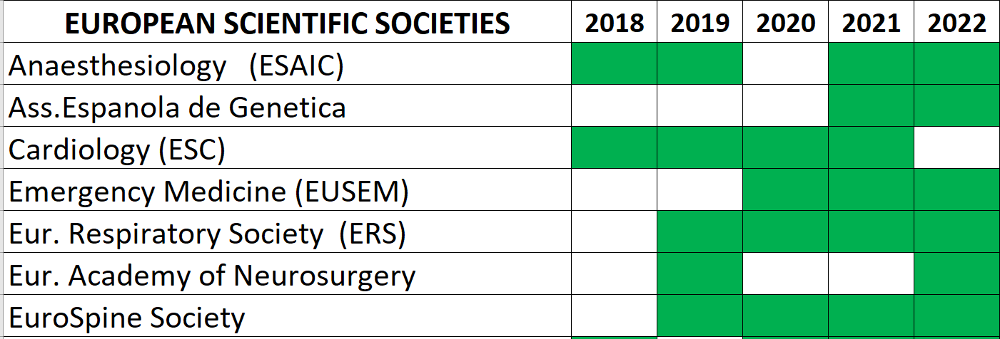 EUROPEAN SCIENTIFIC SOCIETIES 2018 2019 2020 2021 2022
Anaesthesiology (ESAIC)
Ass.Espanola de Genetica
Cardiology (ESC)
Emergency Medicine (EUSEM)
Eur. Respiratory Society (ERS)
Eur. Academy of Neurosurgery
EuroSpine Society